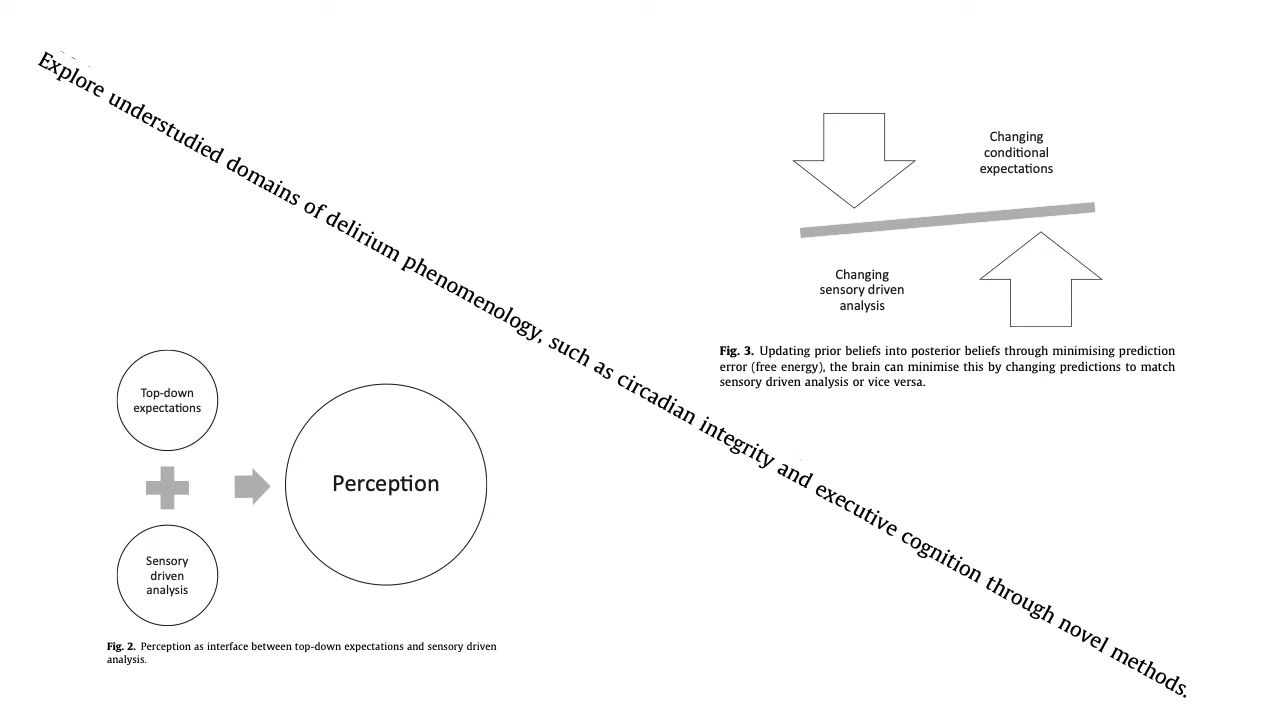 Explore understudied domains of delirium phenomenology, such as circadian integrity and executive cognition through novel methods.
Changing
conditional
expectations
Changing
sensory driven
analysis
Fig. 3. Updating prior beliefs into posterior beliefs through minimising prediction
error (free energy), the brain can minimise this by changing predictions to match
sensory driven analysis or vice versa.
Top-down
expectations
Perception
Sensory
driven
analysis
Fig. 2. Perception as interface between top-down expectations and sensory driven
analysis.